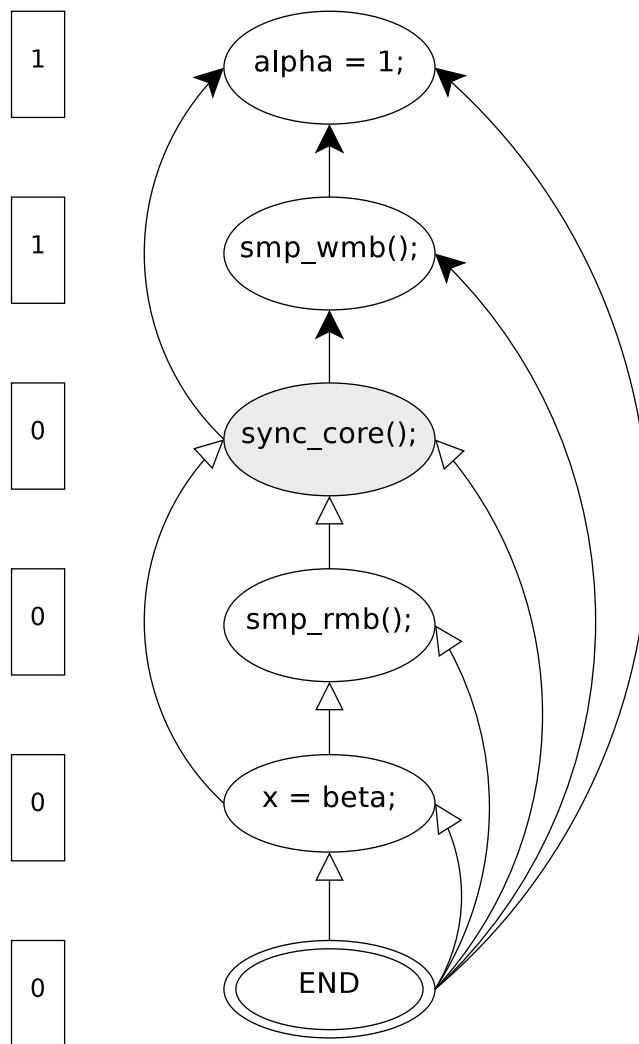 1
alpha = 1;
1
smp_wmb();
0
sync_core();
0
smp_rmb();
0
x = beta;
0
END